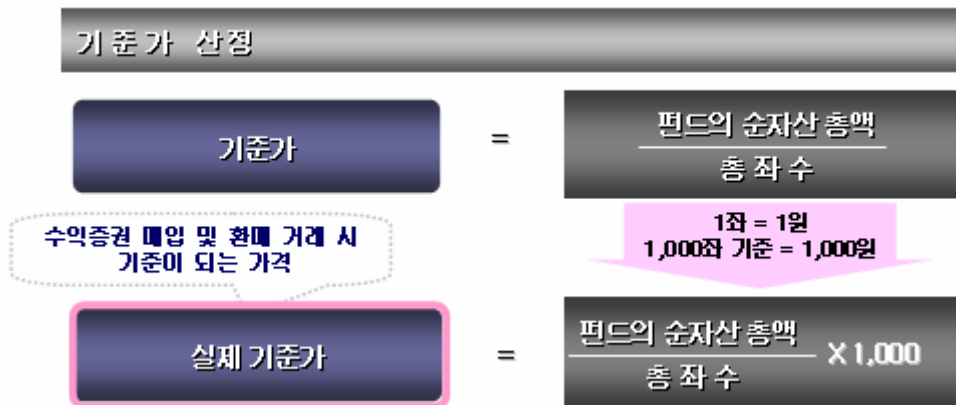 기준가 산정
기준가
=
펀드의 순자산 총액
총 좌 수
수익증권 매입 및 환매 거래 시
기준이 되는 가격
1좌 = 1원
1,000좌 기준 = 1,000원
실제 기준가
=
펀드의 순자산 총액
총 좌 수
X 1,000